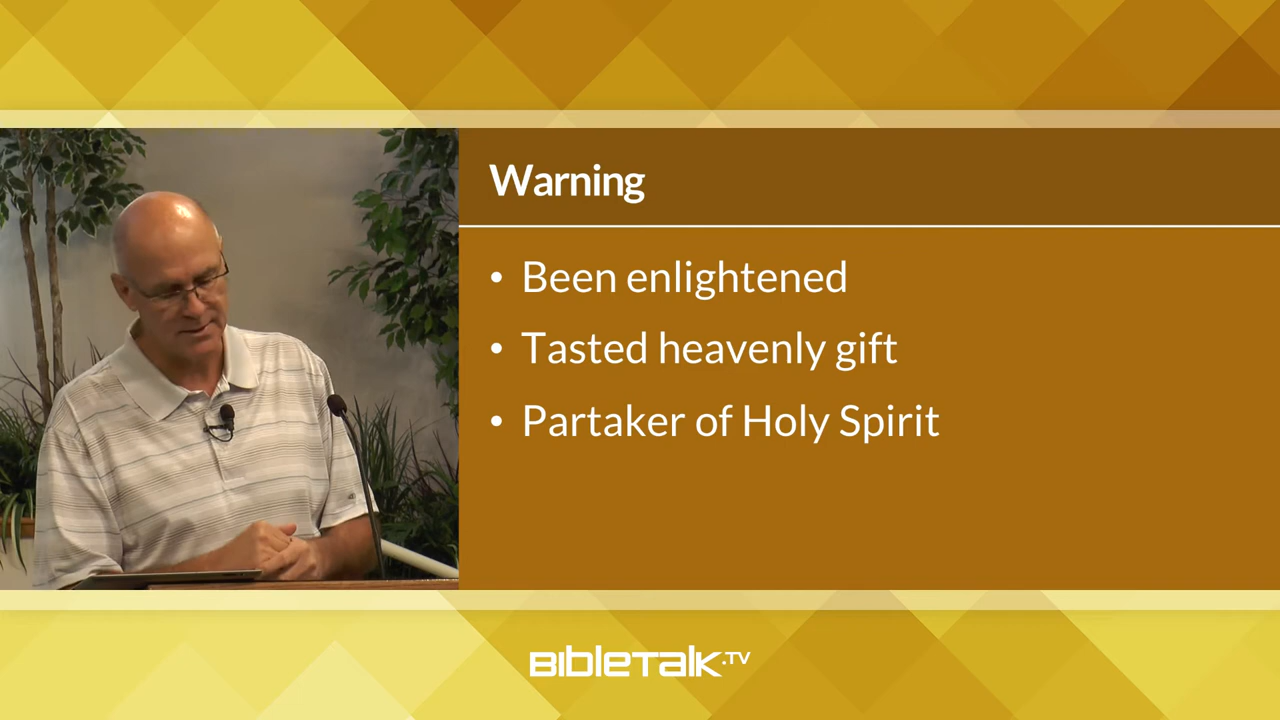 Warning
• Been enlightened
• Tasted heavenly gift
• Partaker of Holy Spirit
BIBLETALK.TV